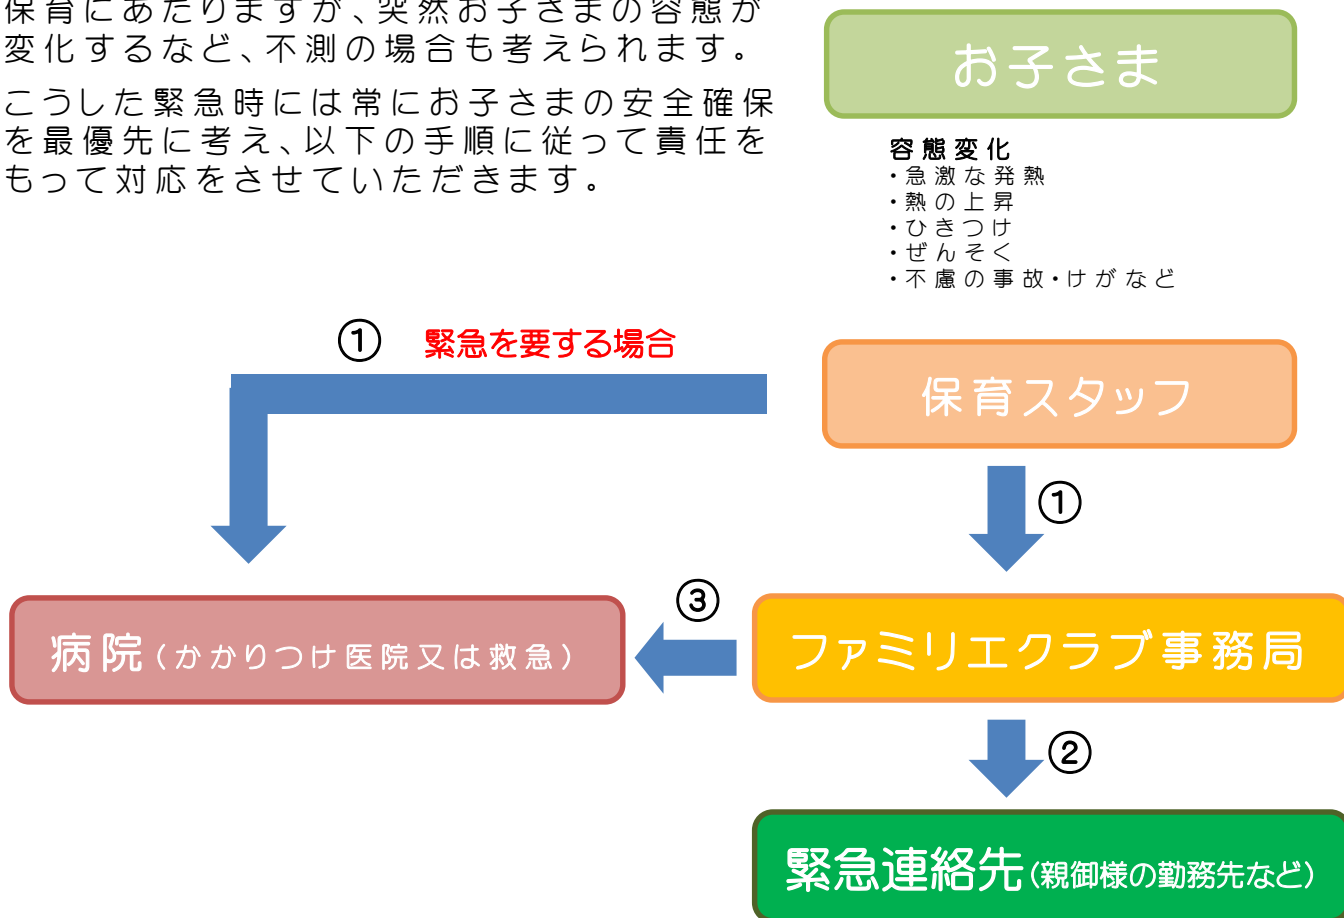 保育にあたりますが、突然お子さまの容態が
変化するなど、不測の場合も考えられます。
こうした緊急時には常にお子さまの安全確保
を最優先に考え、以下の手順に従って責任を
もって対応をさせていただきます。
お子さま
容態変化
・急激な発熱
・熱の上昇
・ひきつけ
・ぜんそく
・不慮の事故・けがなど
① 緊急を要する場合
保育スタッフ
①
③
病院(かかりつけ医院又は救急)
ファミリエクラブ事務局
②
緊急連絡先(親御様の勤務先など)